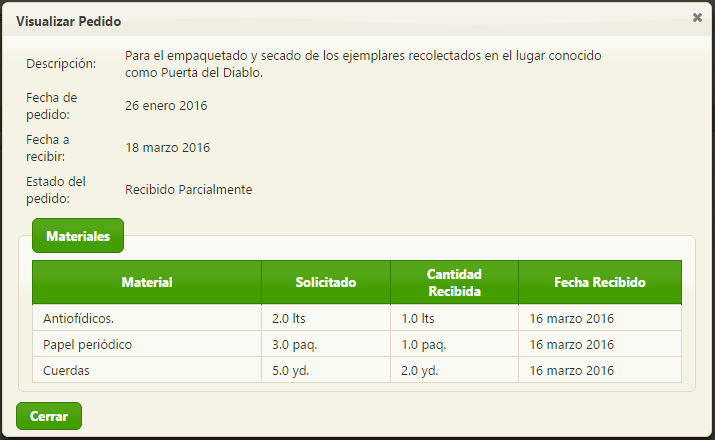 Visualizar Pedido
Descripción: Para el empaquetado y secado de los ejemplares recolectados en el lugar conocido
como Puerta del Diablo.
Fecha de
pedido: 26 enero 2016
Fecha a
recibir: 18 marzo 2016
Estado del
pedido: Recibido Parcialmente
Materiales
Material Solicitado Cantidad
Recibida Fecha Recibido
Antiofídicos. 2.0 lts 1.0 lts 16 marzo 2016
Papel periódico 3.0 paq. 1.0 paq. 16 marzo 2016
Cuerdas 5.0 yd. 2.0 yd. 16 marzo 2016
Cerrar